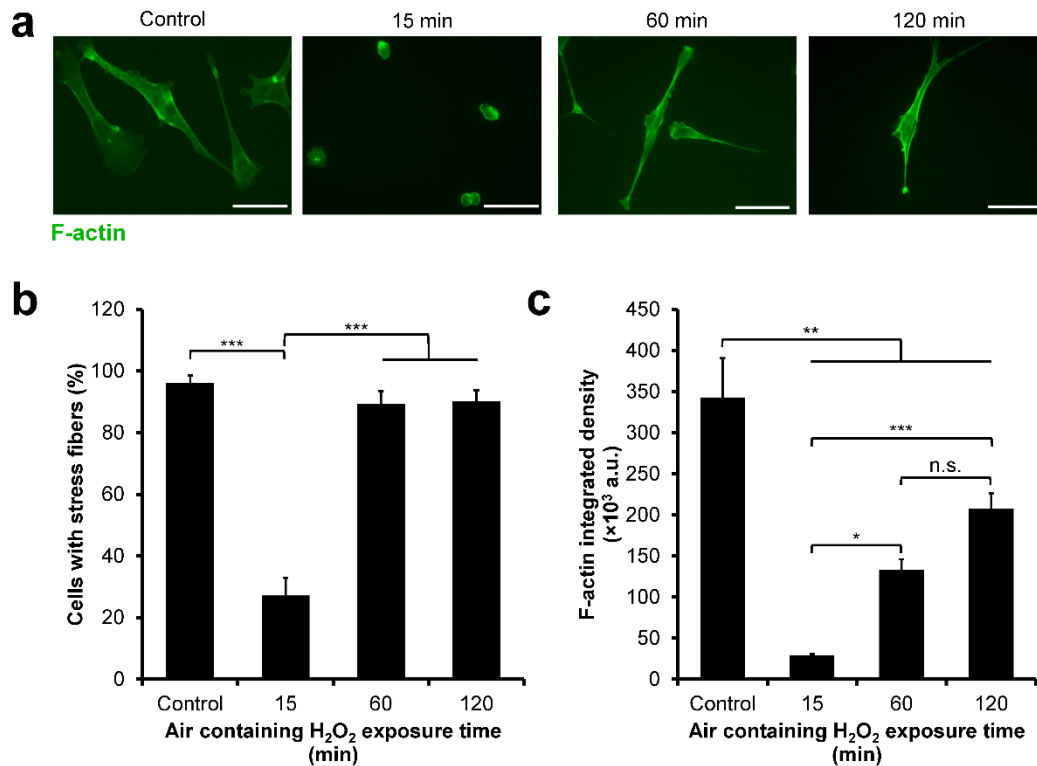 a
Control 15 min 60 min 120 min
F-actin
b
Cells with stress fibers (%)
120
100
80
60
40
20
0
***
***
Control 15 60 120
Air containing H₂O₂ exposure time
(min)
c
F-actin integrated density
(×10³ a.u.)
450
400
350
300
250
200
150
100
50
0
**
***
n.s.
*
Control 15 60 120
Air containing H₂O₂ exposure time
(min)